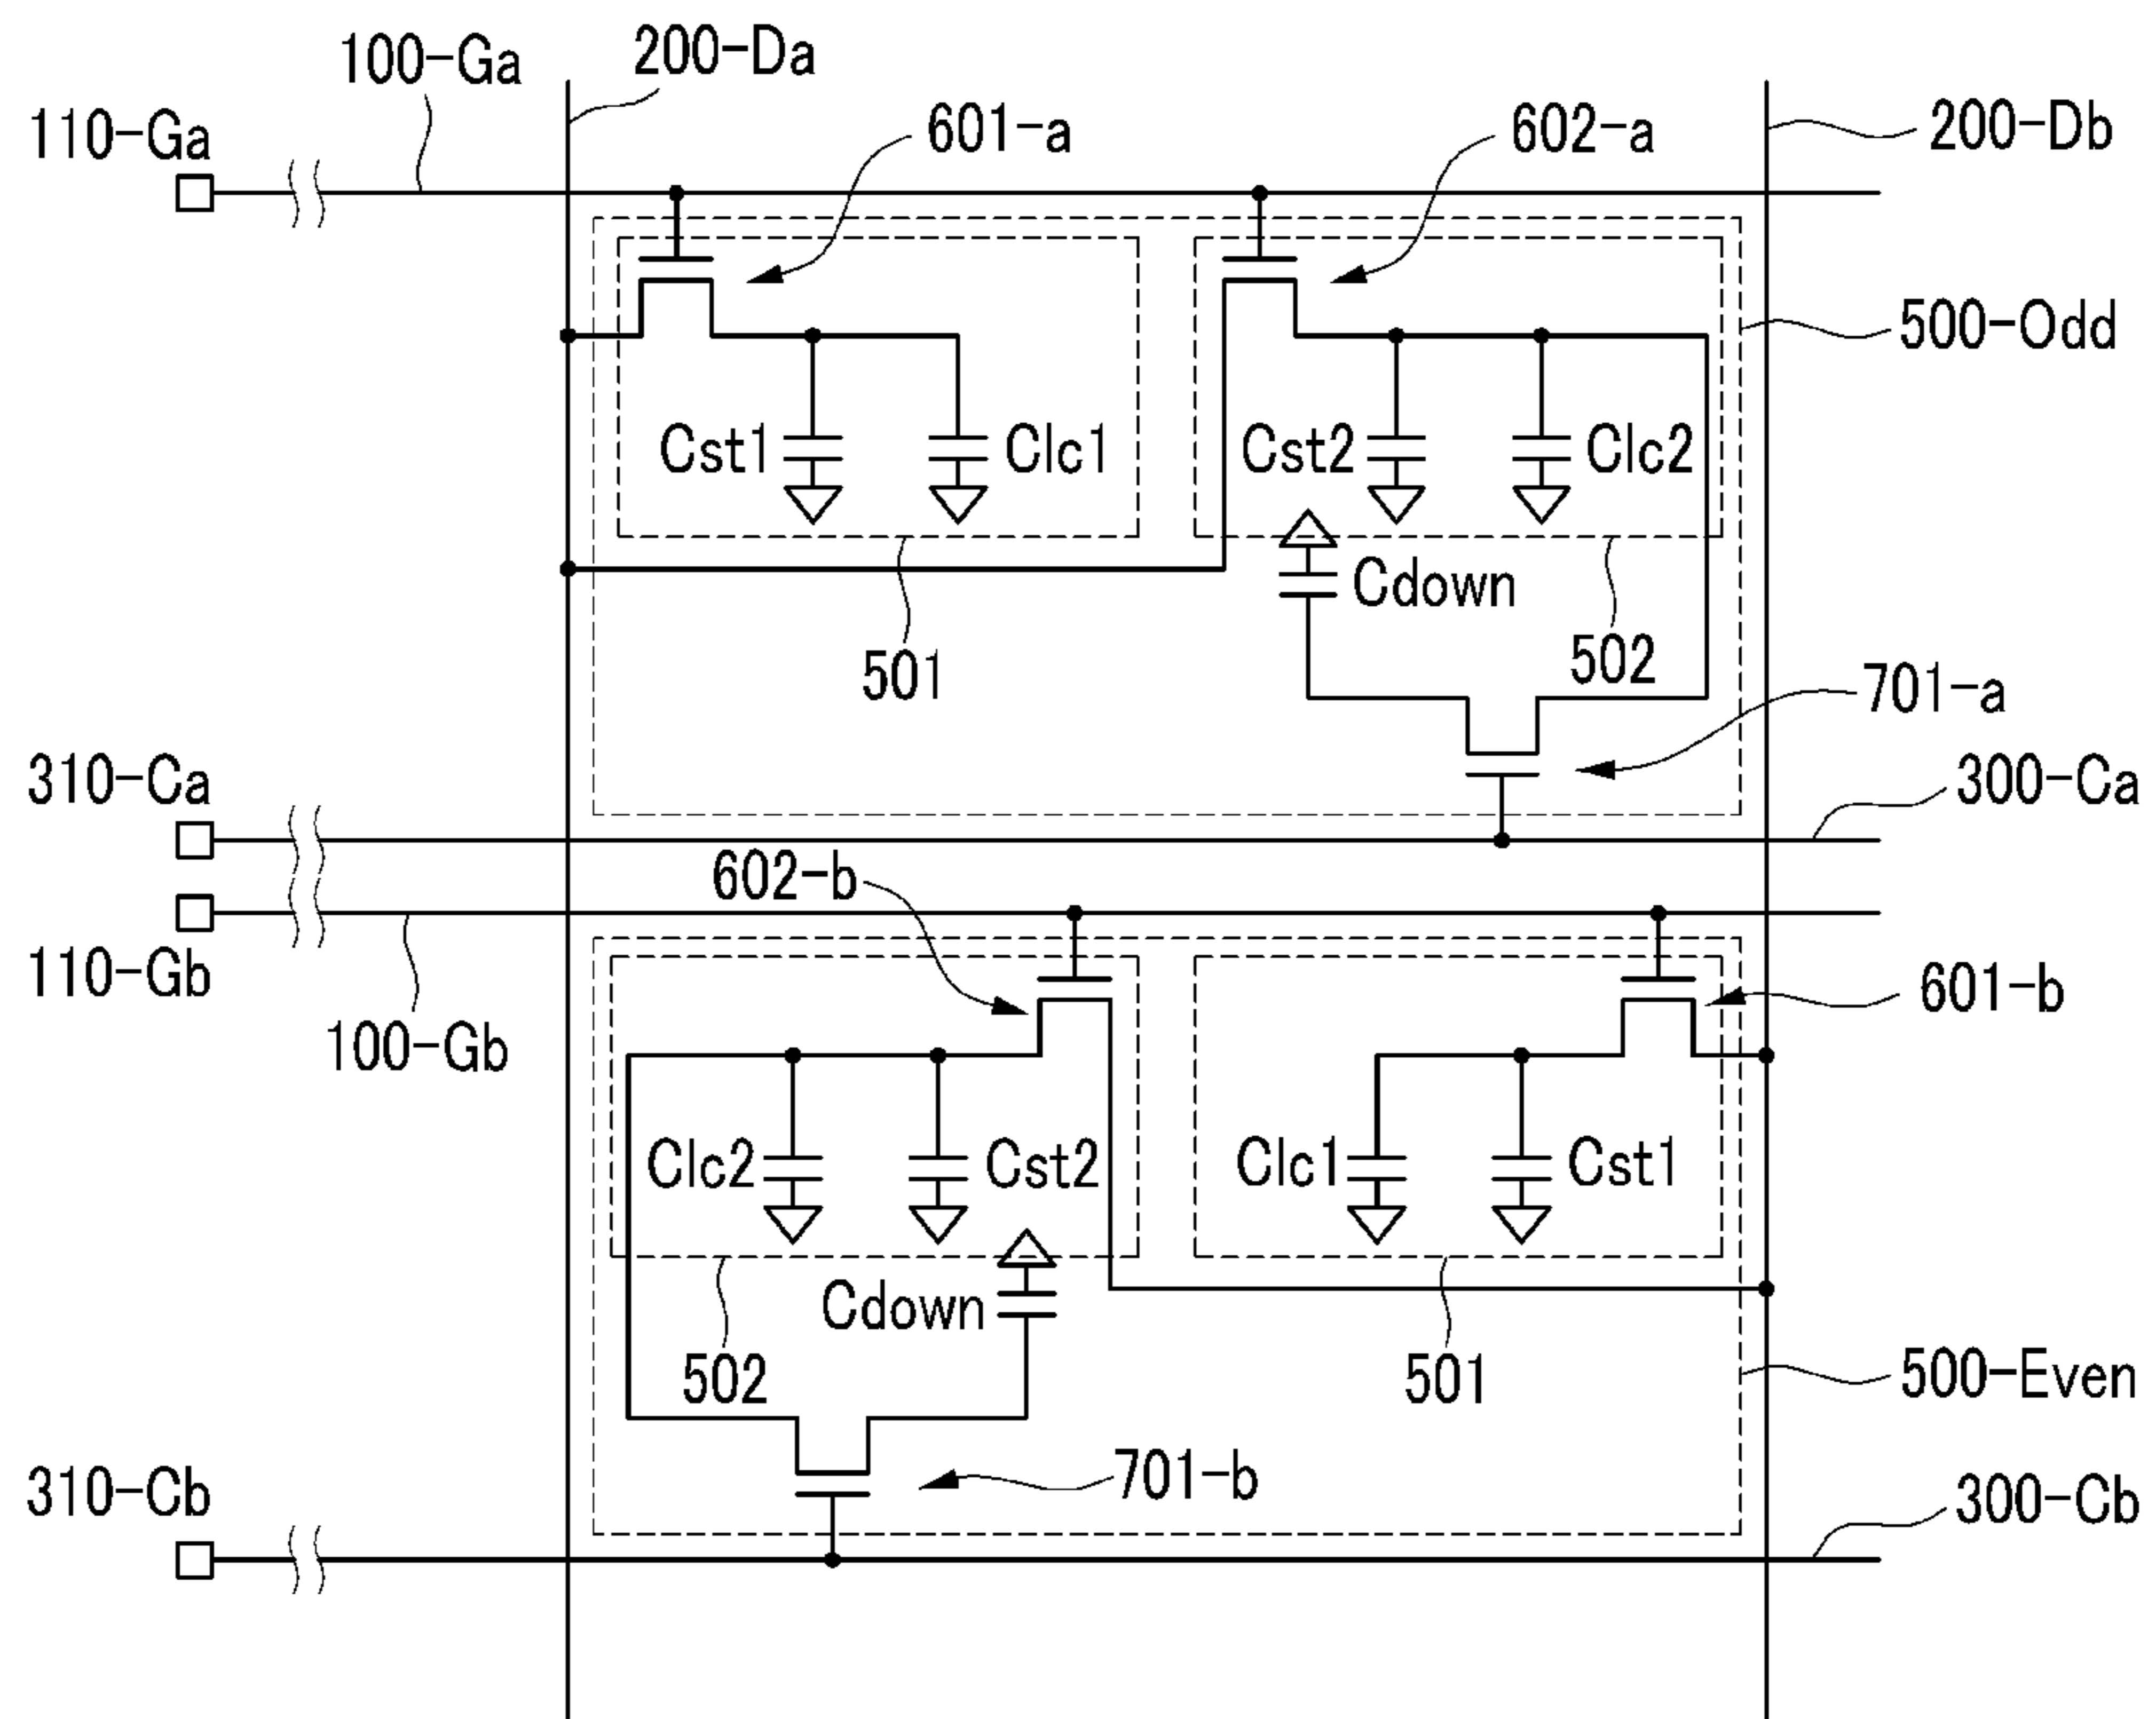 100-Ga
200-Da
110-Ga
601-a
602-a
200-Db
500-Odd
Cst1
Clc1
Cst2
Clc2
Cdown
501
502
701-a
310-Ca
300-Ca
602-b
110-Gb
100-Gb
601-b
Clc2
Cst2
Clc1
Cst1
Cdown
502
501
500-Even
701-b
310-Cb
300-Cb